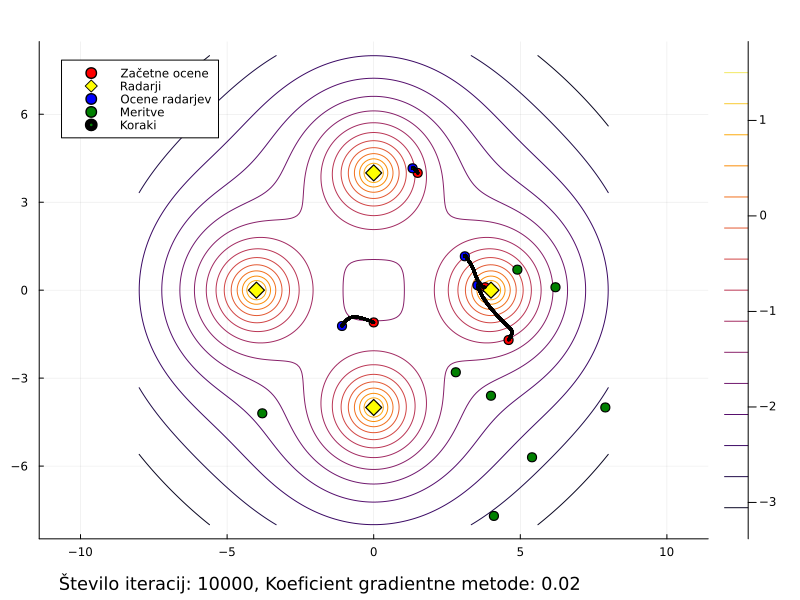 Začetne ocene
Radarji
Ocene radarjev
Meritve
Koraki
6
3
0
−3
−6
−10
−5
0
5
10
1
0
−1
−2
−3
Število iteracij: 10000, Koeficient gradientne metode: 0.02